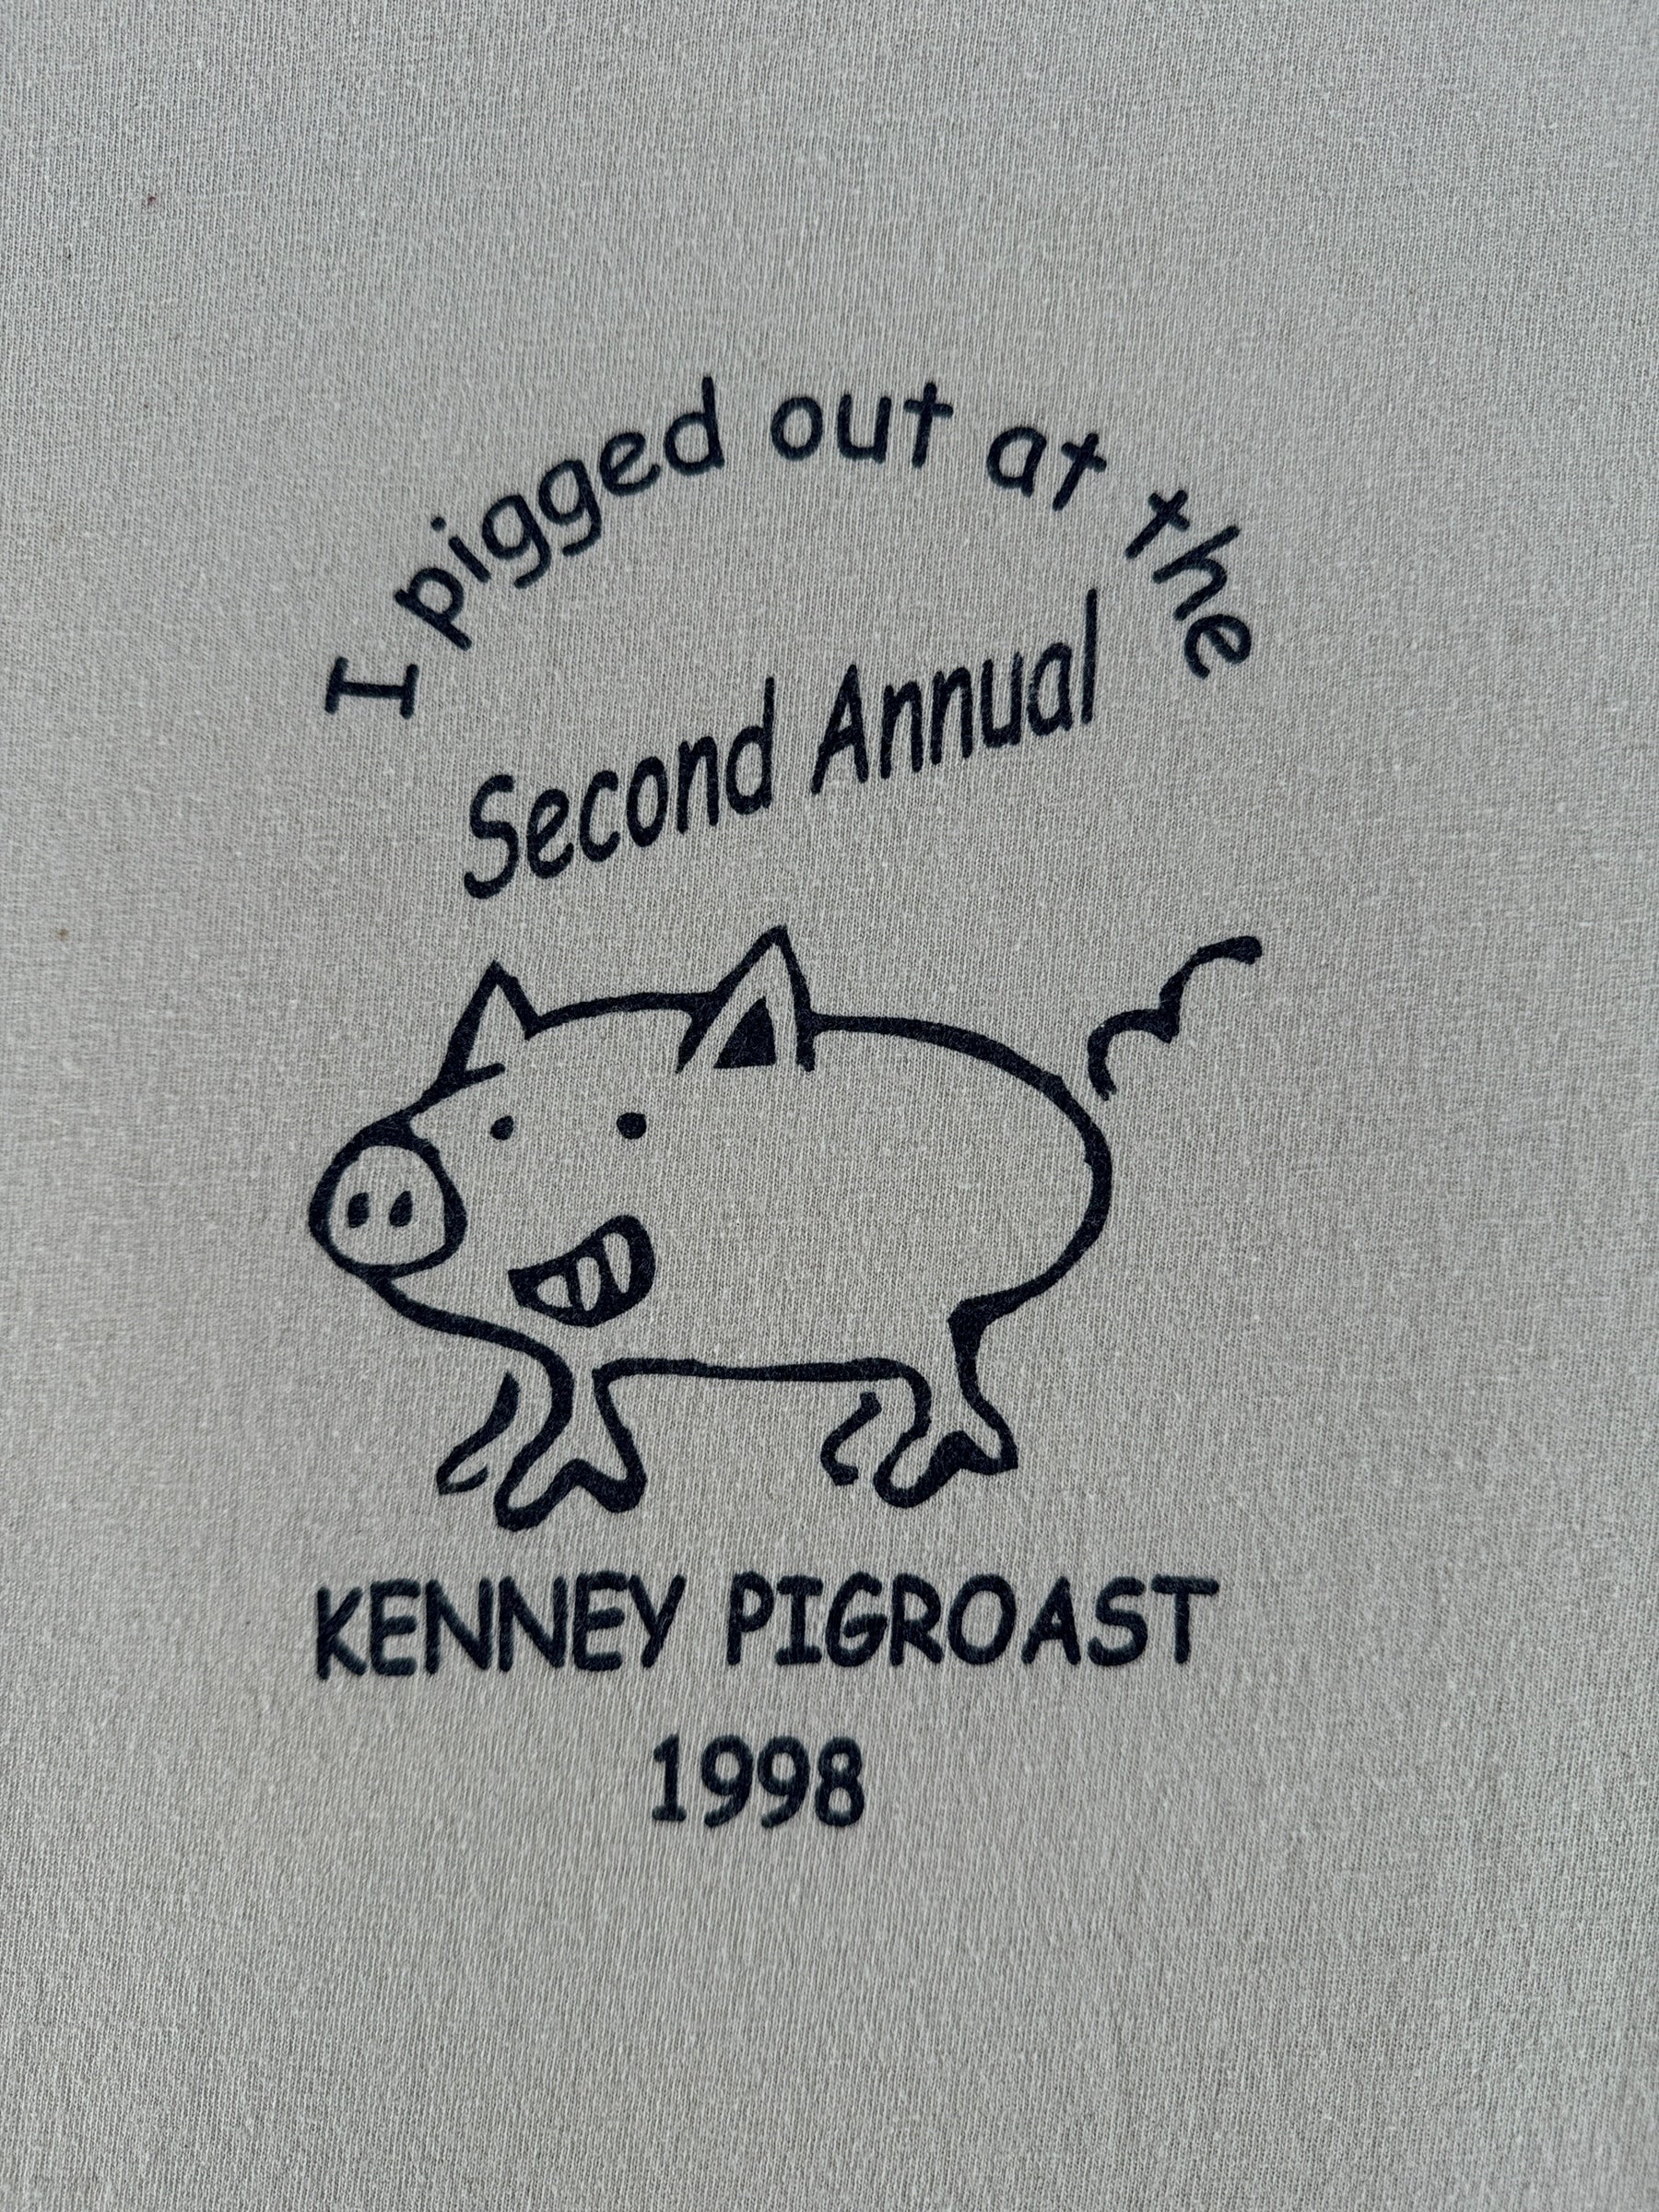 I pigged out at the
Second Annual
KENNEY PIGROAST
1998